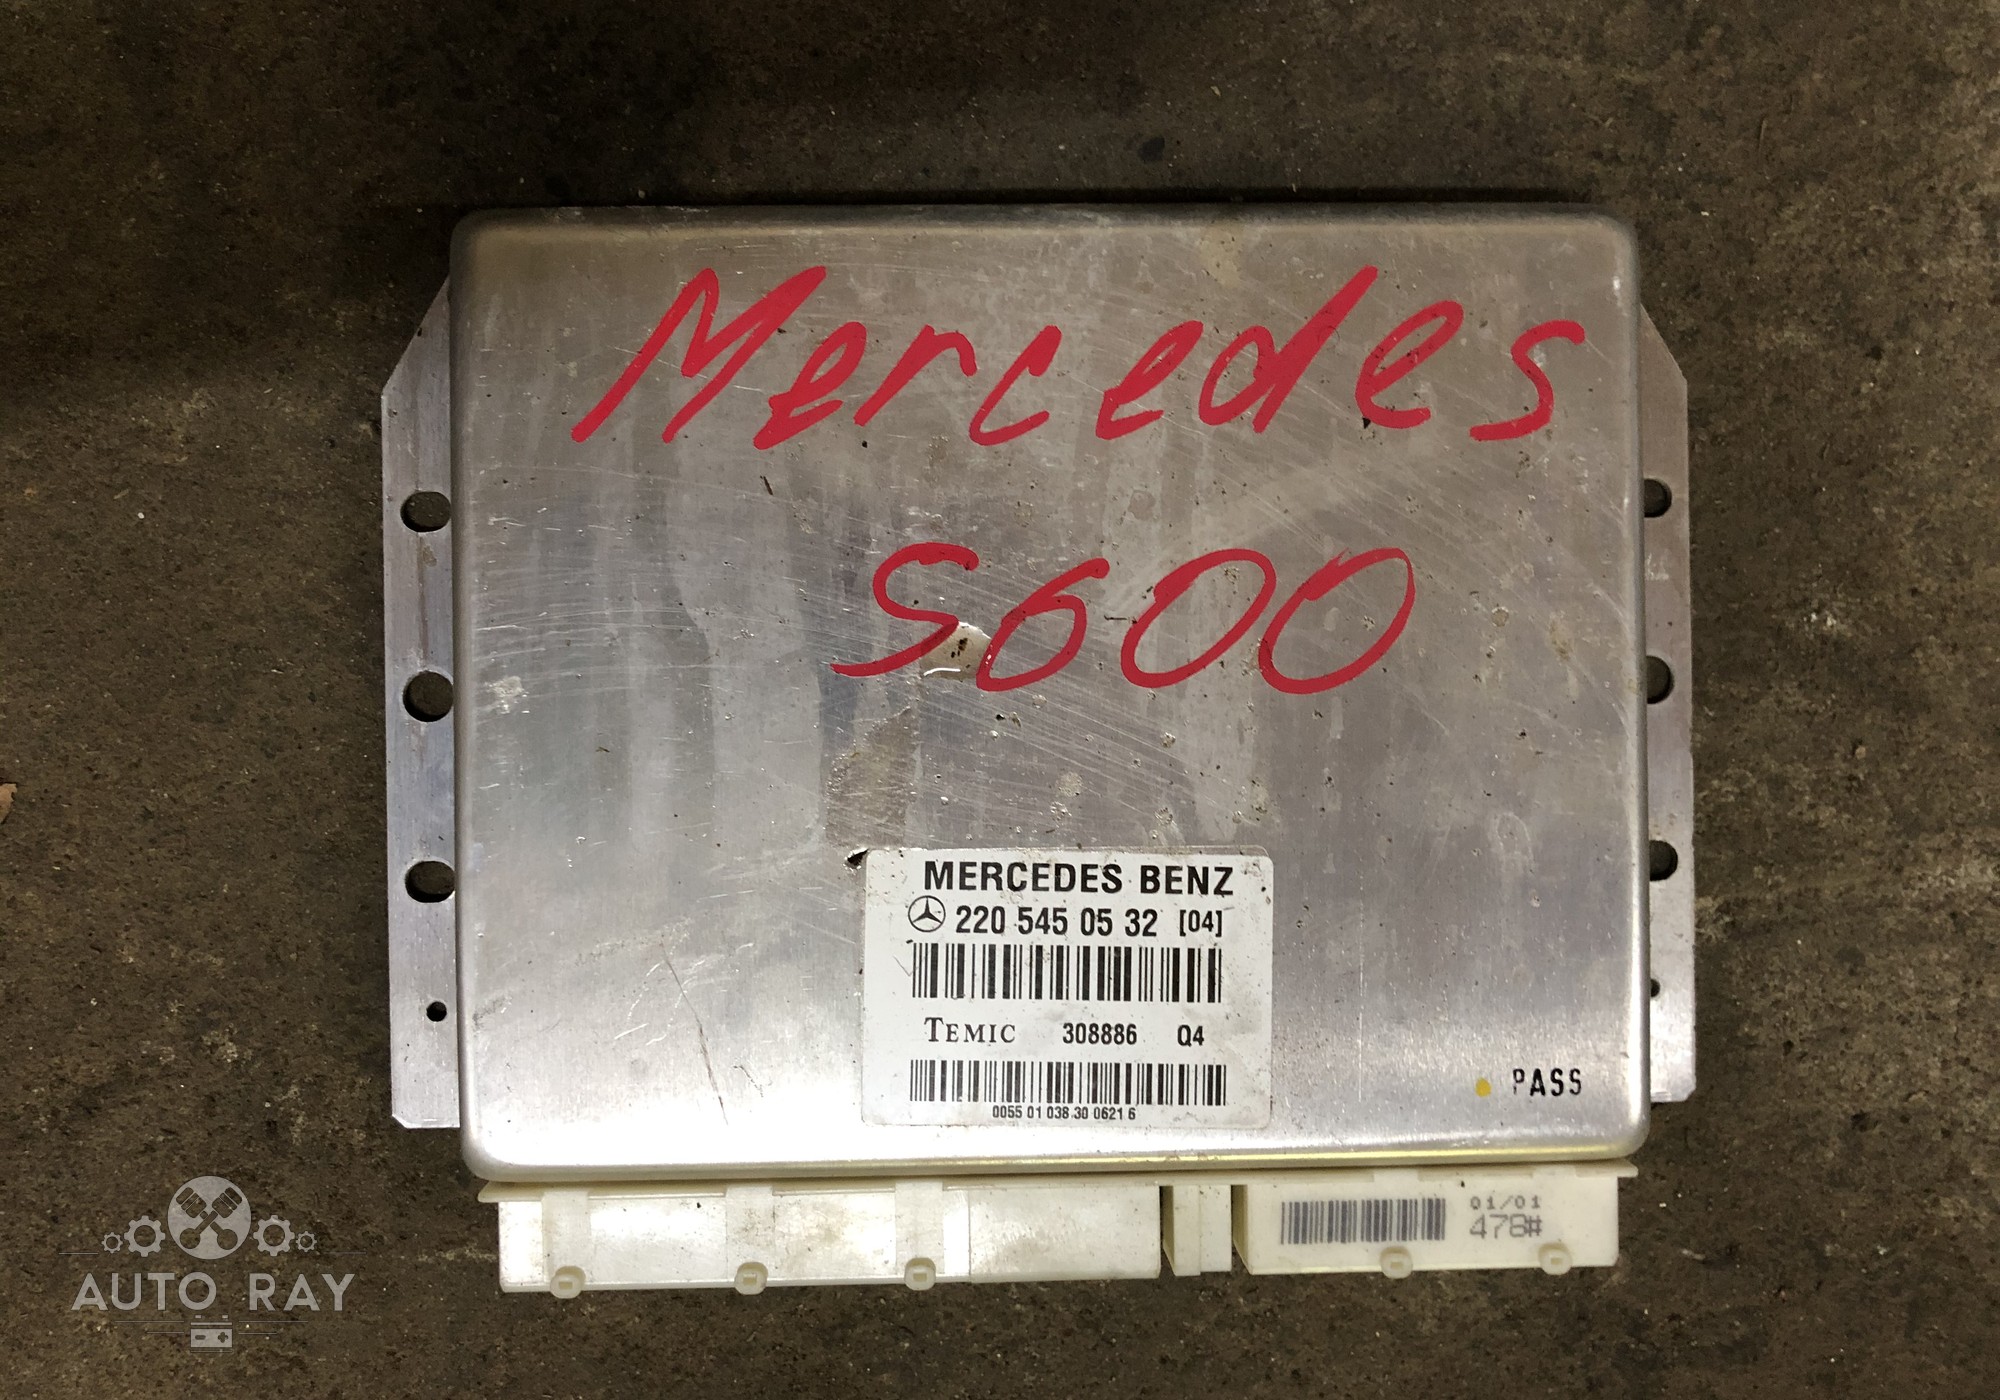 Mercedes
S600
MERCEDES BENZ
220 545 05 32 [04]
TEMIC 308886 Q4
0055 01 038 30 0621 6
PASS
01/01
478#
AUTO RAY